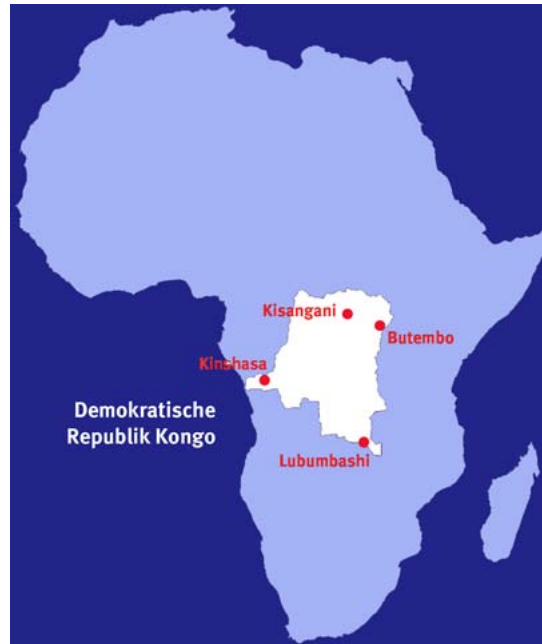 Kisangani
Butembo
Kinshasa
Demokratische
Republik Kongo
Lubumbashi